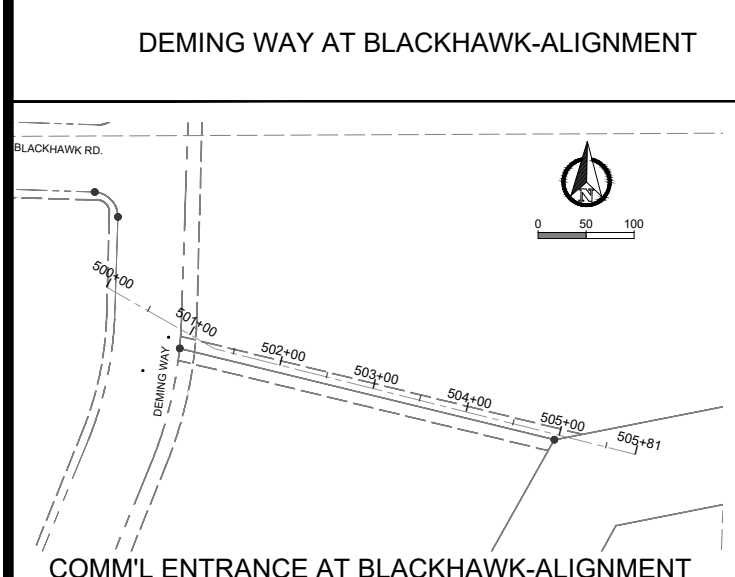 DEMING WAY AT BLACKHAWK-ALIGNMENT
BLACKHAWK RD.
N
0 50 100
500+00
501+00
502+00
503+00
504+00
505+00
505+81
DEMING WAY
COMM'L ENTRANCE AT BLACKHAWK-ALIGNMENT